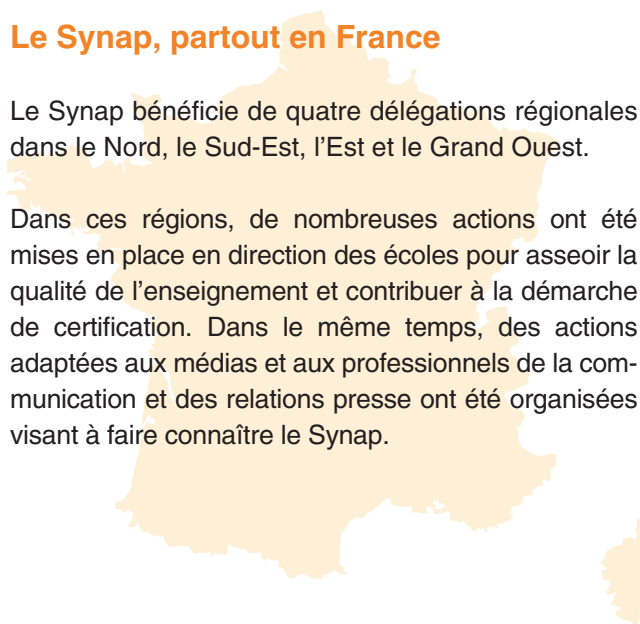 Le Synap, partout en France
Le Synap bénéficie de quatre délégations régionales
dans le Nord, le Sud-Est, l’Est et le Grand Ouest.
Dans ces régions, de nombreuses actions ont été
mises en place en direction des écoles pour asseoir la
qualité de l’enseignement et contribuer à la démarche
de certification. Dans le même temps, des actions
adaptées aux médias et aux professionnels de la com-
munication et des relations presse ont été organisées
visant à faire connaître le Synap.